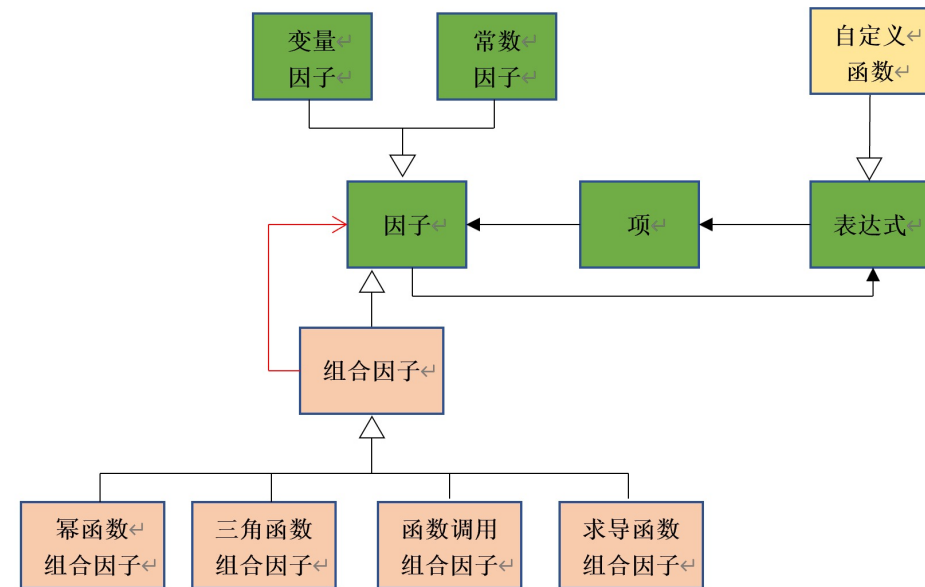 变量↵
因子↵
常数↵
因子↵
自定义↵
函数↵
因子↵
项↵
表达式↵
组合因子↵
幂函数↵
组合因子↵
三角函数
组合因子↵
函数调用
组合因子↵
求导函数
组合因子↵